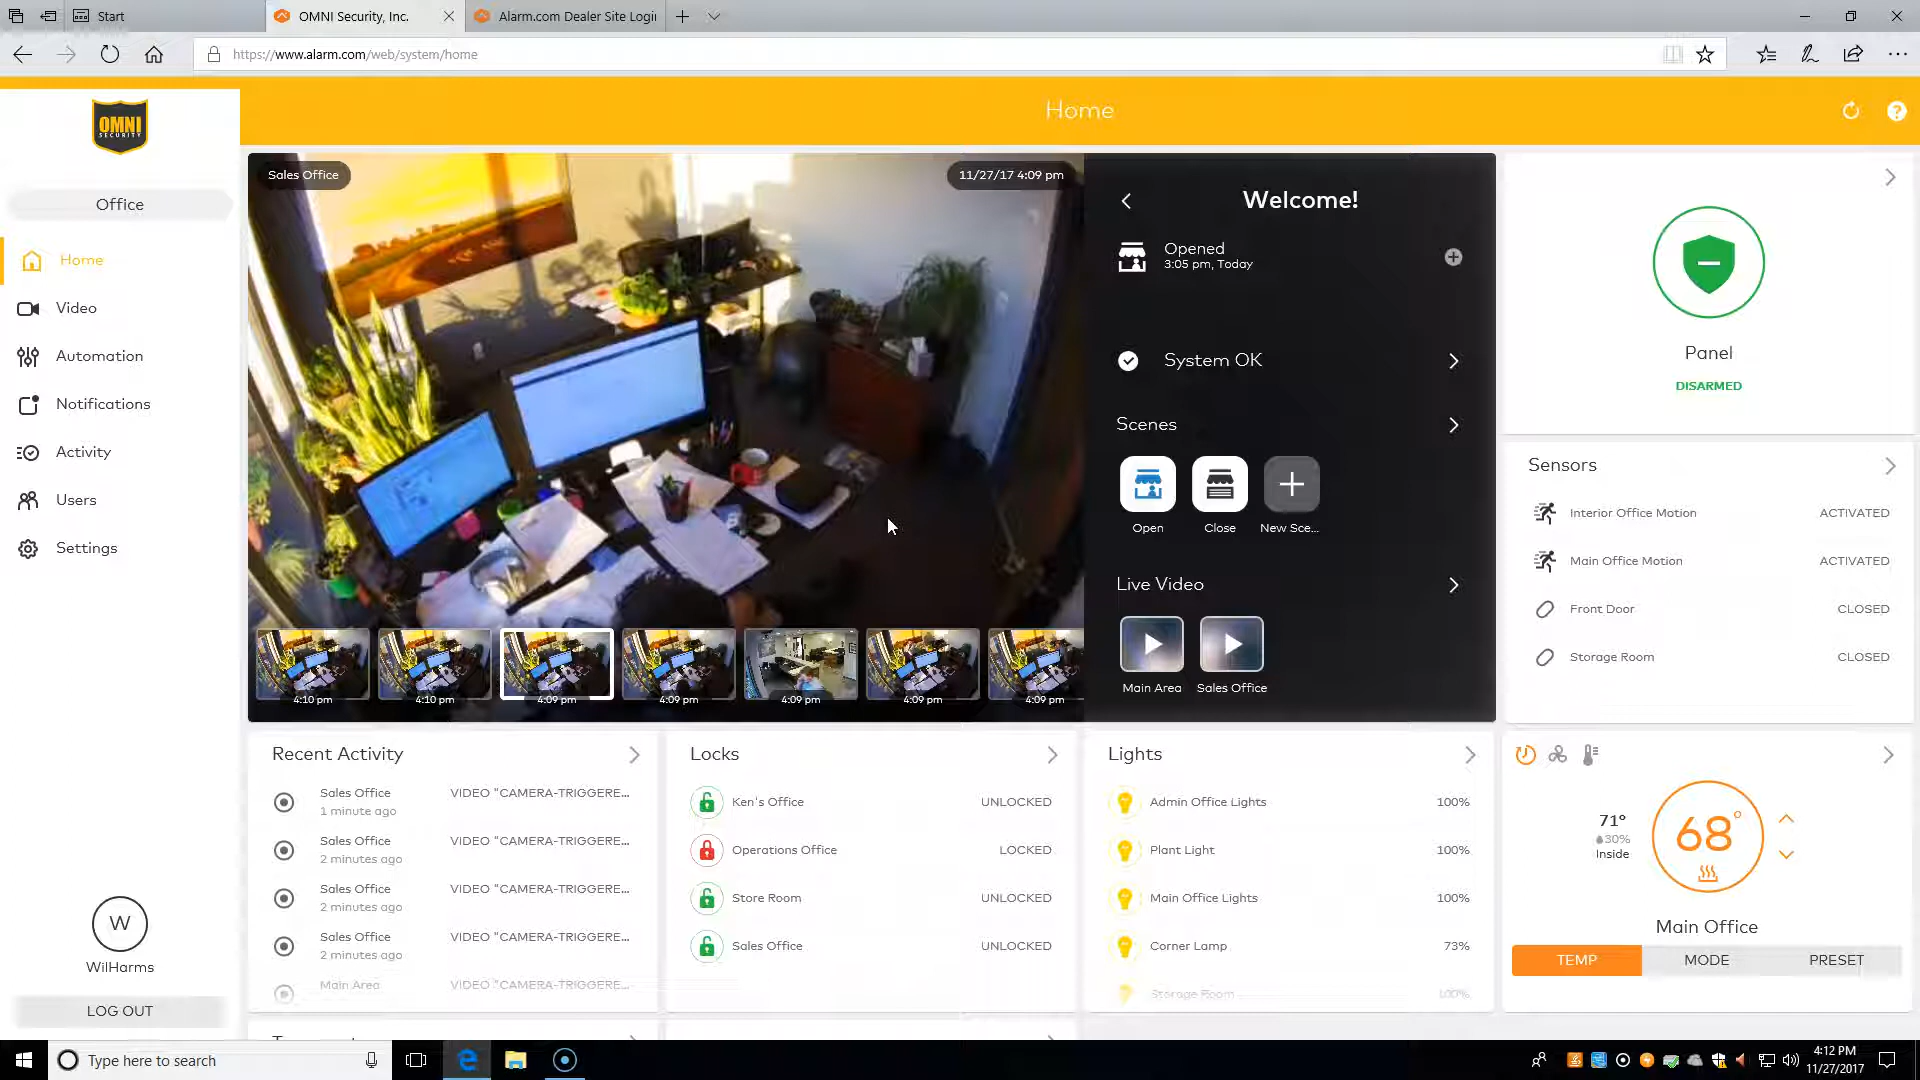 Start
OMNI Security, Inc.
Alarm.com Dealer Site Logi
https://www.alarm.com/web/system/home
OMNI
SECURITY
Home
Office
Home
Video
Automation
Notifications
Activity
Users
Settings
W
WilHarms
LOG OUT
Sales Office
11/27/17 4:09 pm
4:10 pm
4:10 pm
4:09 pm
4:09 pm
4:09 pm
4:09 pm
4:09 pm
Welcome!
Opened
3:05 pm, Today
System OK
Scenes
Open
Close
New Sce...
Live Video
Main Area
Sales Office
Panel
DISARMED
Sensors
Interior Office Motion ACTIVATED
Main Office Motion ACTIVATED
Front Door CLOSED
Storage Room CLOSED
Recent Activity
Sales Office VIDEO "CAMERA-TRIGGERE...
1 minute ago
Sales Office VIDEO "CAMERA-TRIGGERE...
2 minutes ago
Sales Office VIDEO "CAMERA-TRIGGERE...
2 minutes ago
Sales Office VIDEO "CAMERA-TRIGGERE...
2 minutes ago
Main Area VIDEO "CAMERA-TRIGGERE...
Locks
Ken's Office UNLOCKED
Operations Office LOCKED
Store Room UNLOCKED
Sales Office UNLOCKED
Lights
Admin Office Lights 100%
Plant Light 100%
Main Office Lights 100%
Corner Lamp 73%
Storage Room 100%
71°
30%
Inside
68°
Main Office
TEMP
MODE
PRESET
Type here to search
4:12 PM
11/27/2017